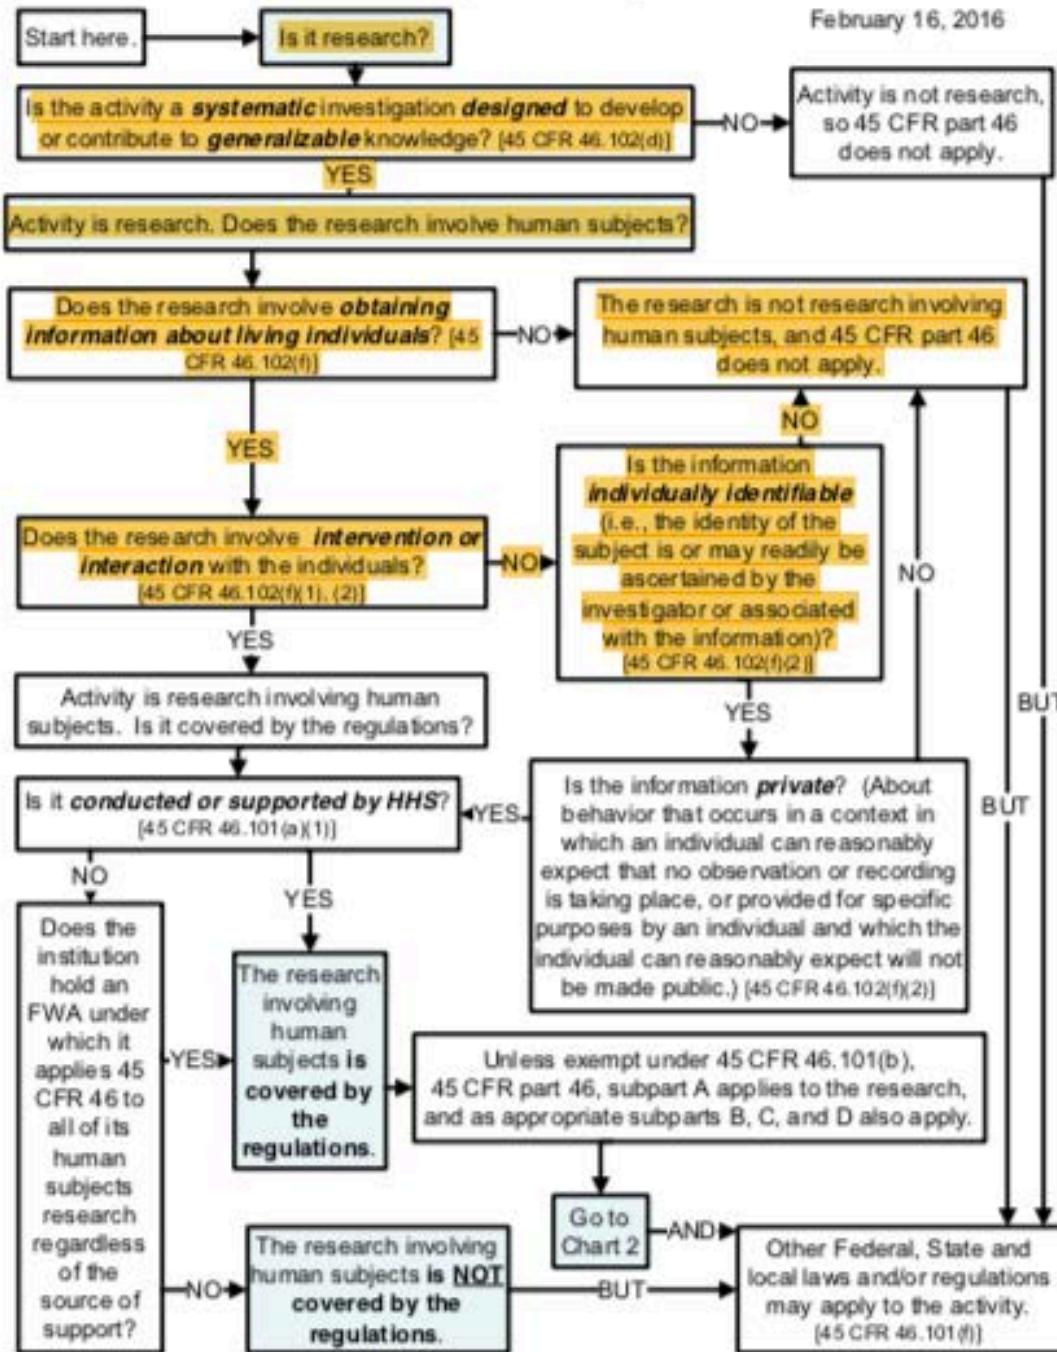 February 16, 2016
Start here.
Is it research?
Is the activity a systematic investigation designed to develop
or contribute to generalizable knowledge? [45 CFR 46.102(d)]
NO
Activity is not research,
so 45 CFR part 46
does not apply.
YES
Activity is research. Does the research involve human subjects?
Does the research involve obtaining
information about living individuals? [45
CFR 46.102(f)]
NO
The research is not research involving
human subjects, and 45 CFR part 46
does not apply.
YES
NO
Is the information
individually identifiable
(i.e., the identity of the
subject is or may readily be
ascertained by the
investigator or associated
with the information)?
[45 CFR 46.102(f)(2)]
NO
Does the research involve intervention or
interaction with the individuals?
[45 CFR 46.102(f)(1), (2)]
NO
YES
YES
BUT
Activity is research involving human
subjects. Is it covered by the regulations?
Is it conducted or supported by HHS?
[45 CFR 46.101(a)(1)]
YES
Is the information private? (About
behavior that occurs in a context in
which an individual can reasonably
expect that no observation or recording
is taking place, or provided for specific
purposes by an individual and which the
individual can reasonably expect will not
be made public.) [45 CFR 46.102(f)(2)]
BUT
NO
YES
Does the
institution
hold an
FWA under
which it
applies 45
CFR 46 to
all of its
human
subjects
research
regardless
of the
source of
support?
YES
The research
involving
human
subjects is
covered by
the
regulations.
Unless exempt under 45 CFR 46.101(b),
45 CFR part 46, subpart A applies to the research,
and as appropriate subparts B, C, and D also apply.
Go to
Chart 2
AND
NO
The research involving
human subjects is NOT
covered by the
regulations.
BUT
Other Federal, State and
local laws and/or regulations
may apply to the activity.
[45 CFR 46.101(f)]